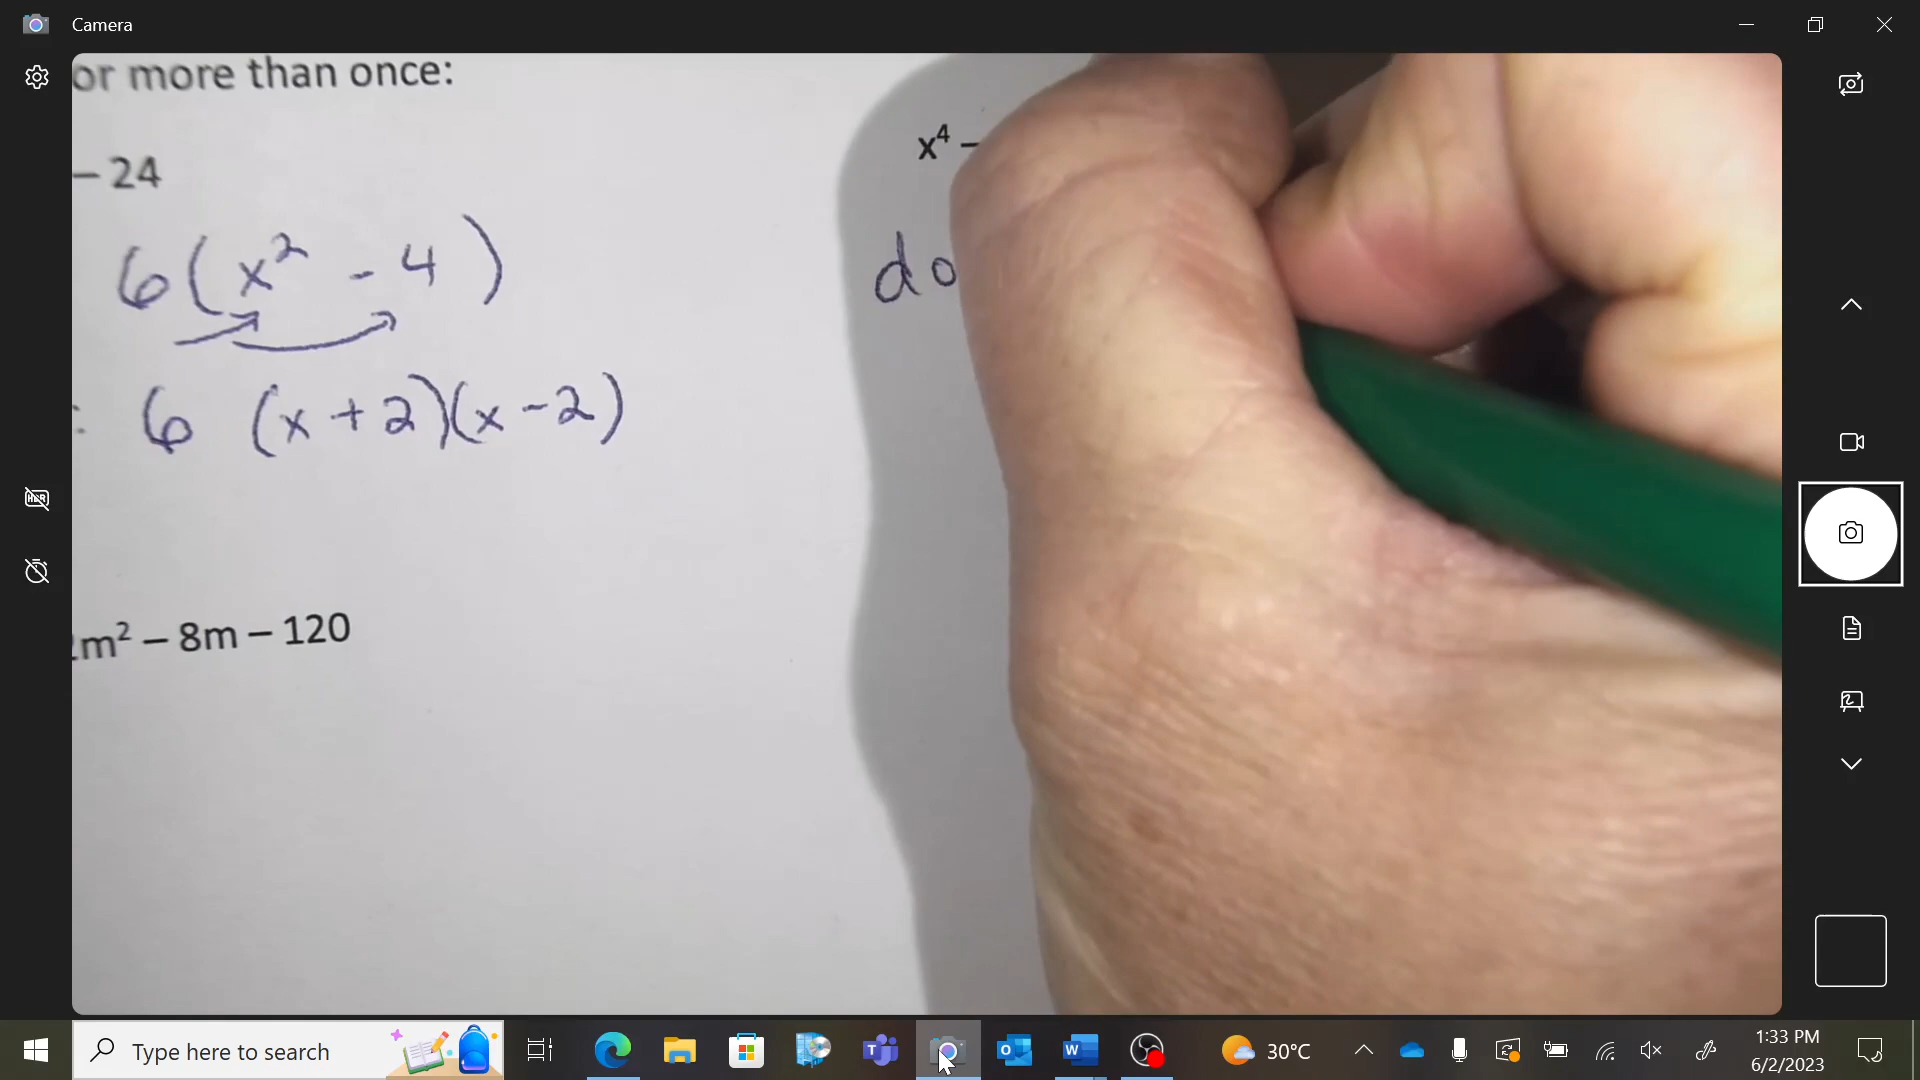 Camera
or more than once:
x⁴ –
– 24
6(x² - 4)
do
6 (x + 2)(x - 2)
m² – 8m – 120
Type here to search
30°C
1:33 PM
6/2/2023